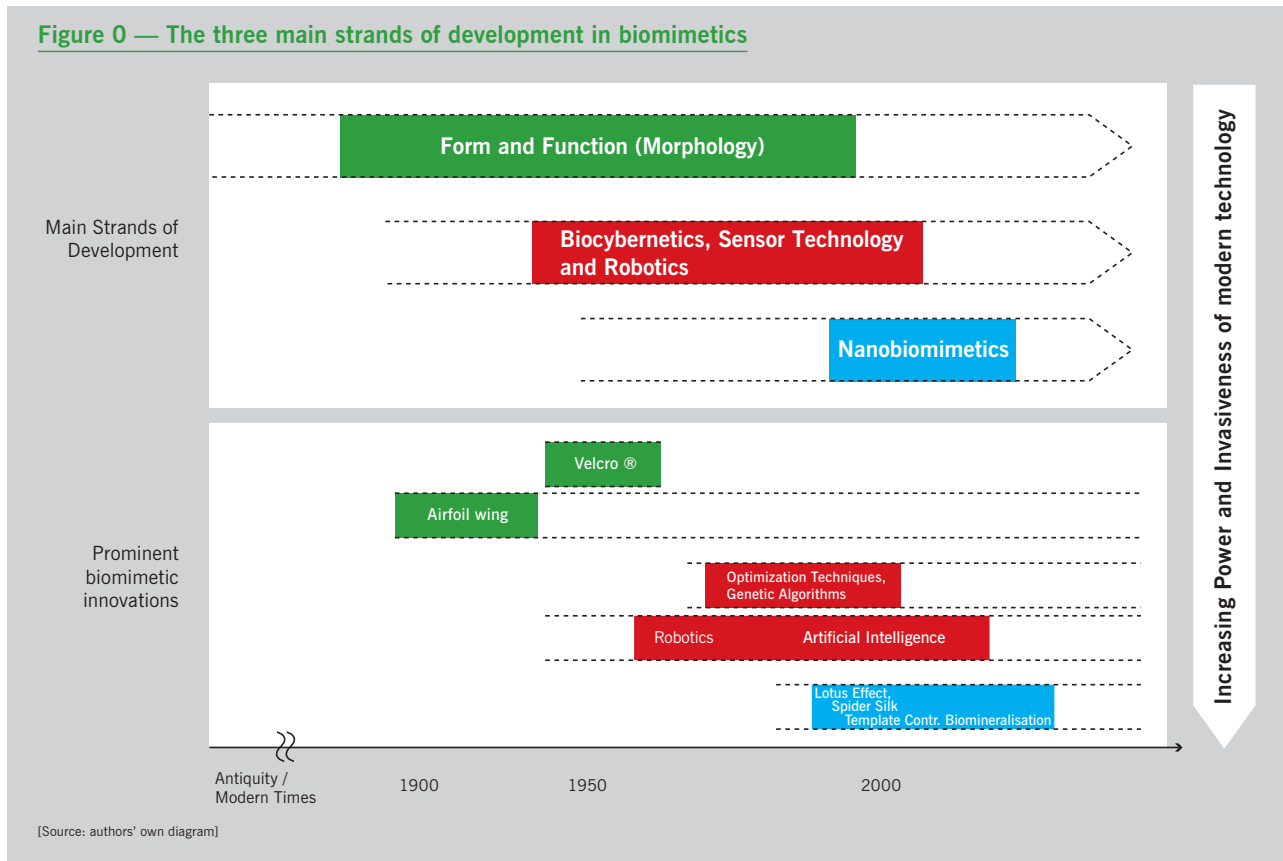 Figure 0 — The three main strands of development in biomimetics
Main Strands of
Development
Form and Function (Morphology)
Biocybernetics, Sensor Technology
and Robotics
Nanobiomimetics
Increasing Power and Invasiveness of modern technology
Prominent
biomimetic
innovations
Velcro ®
Airfoil wing
Optimization Techniques,
Genetic Algorithms
Robotics Artificial Intelligence
Lotus Effect,
Spider Silk
Template Contr. Biomineralisation
Antiquity /
Modern Times
1900 1950 2000
[Source: authors' own diagram]